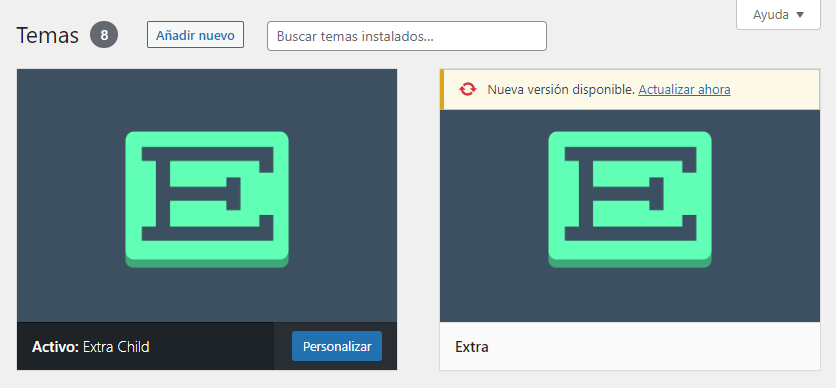 Temas 8 Añadir nuevo Buscar temas instalados... Ayuda ▼
Nueva versión disponible. Actualizar ahora
E E
Activo: Extra Child Personalizar Extra